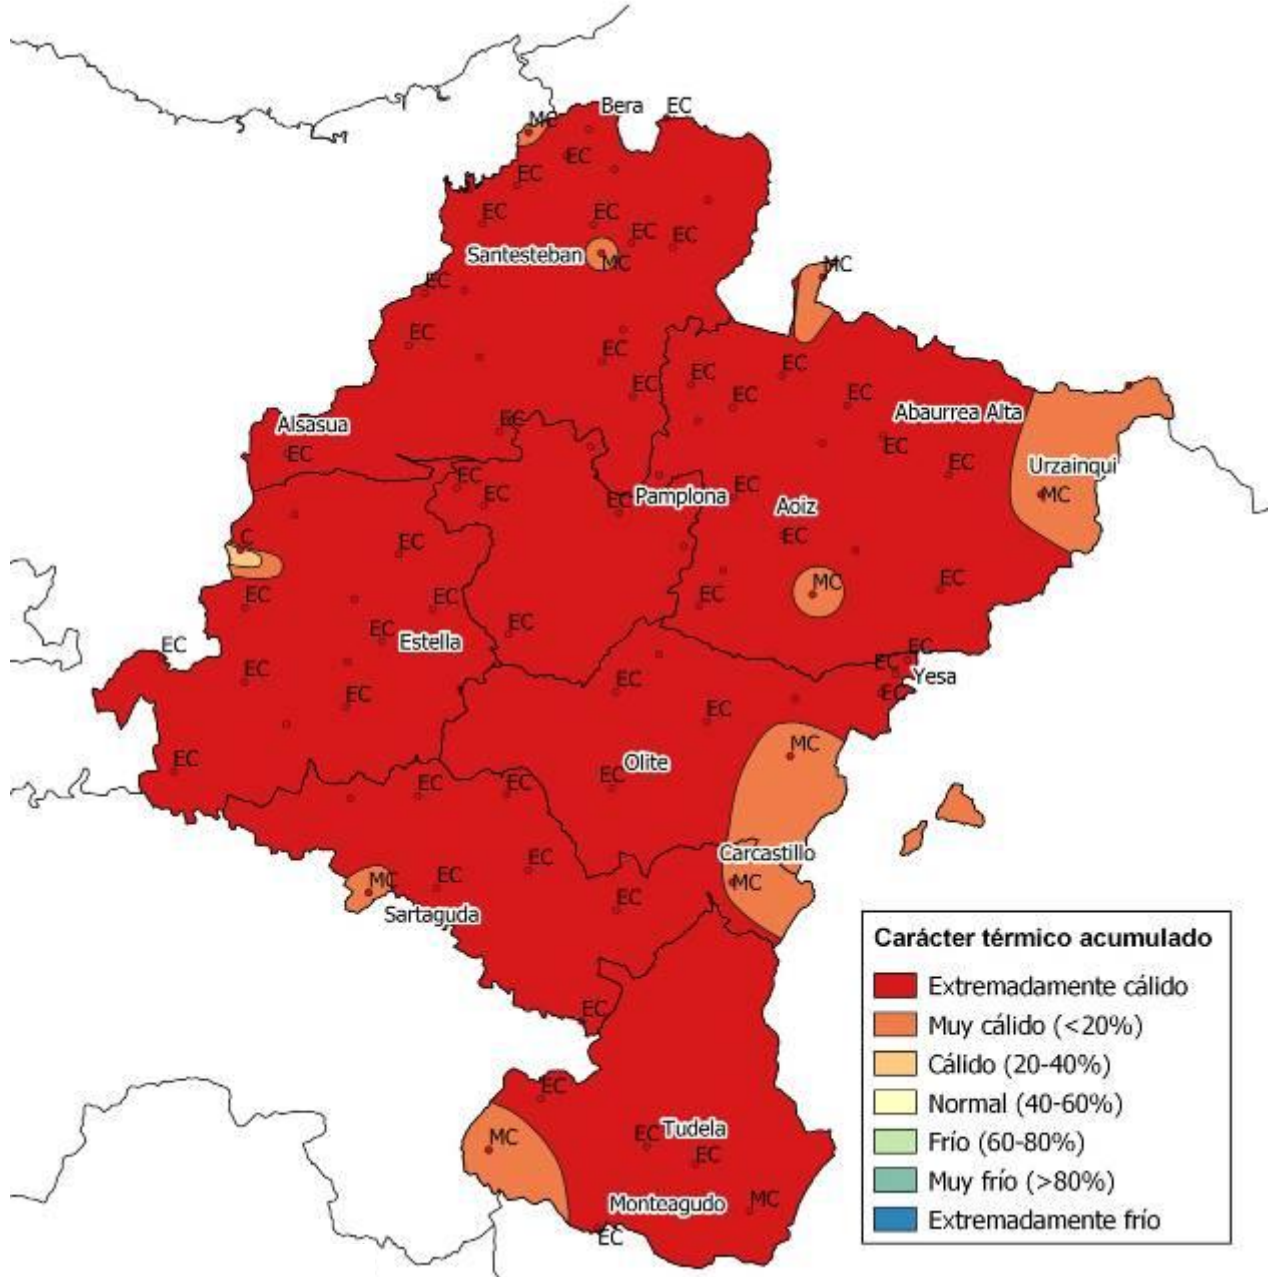 Bera
EC
MC
EC
EC
EC
EC
EC
EC
Santesteban
MC
MC
EC
EC
EC
EC
EC
EC
EC
EC
Abaurrea Alta
Alsasua
EC
EC
EC
EC
Urzainqui
MC
EC
EC
EC
Pamplona
EC
Aoiz
EC
C
EC
MC
EC
EC
EC
EC
EC
EC
Estella
EC
EC
EC
Yesa
EC
EC
EC
EC
EC
EC
MC
Olite
EC
EC
EC
EC
Carcastillo
EC
MC
EC
MC
Sartaguda
EC
EC
EC
Tudela
EC
MC
EC
Monteagudo
MC
EC
Carácter térmico acumulado
Extremadamente cálido
Muy cálido (<20%)
Cálido (20-40%)
Normal (40-60%)
Frío (60-80%)
Muy frío (>80%)
Extremadamente frío